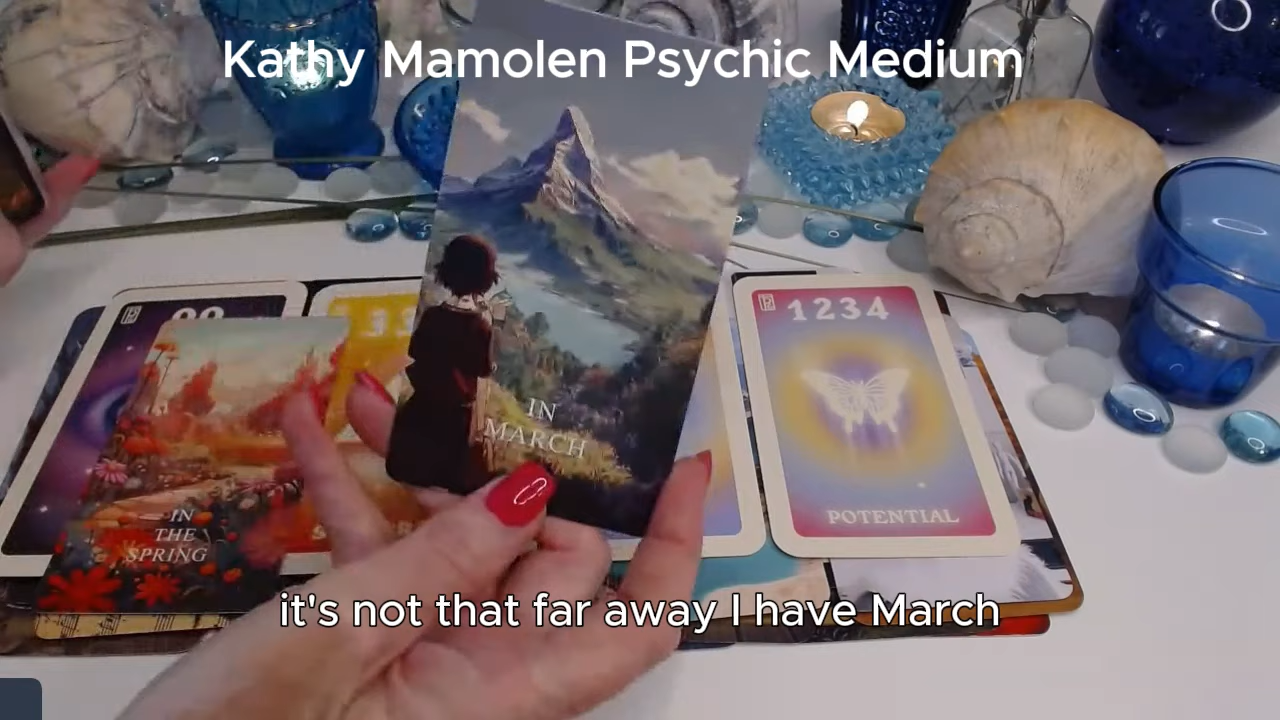 Kathy Mamolen Psychic Medium
1234
IN
MARCH
POTENTIAL
IN
THE
SPRING
it's not that far away I have March